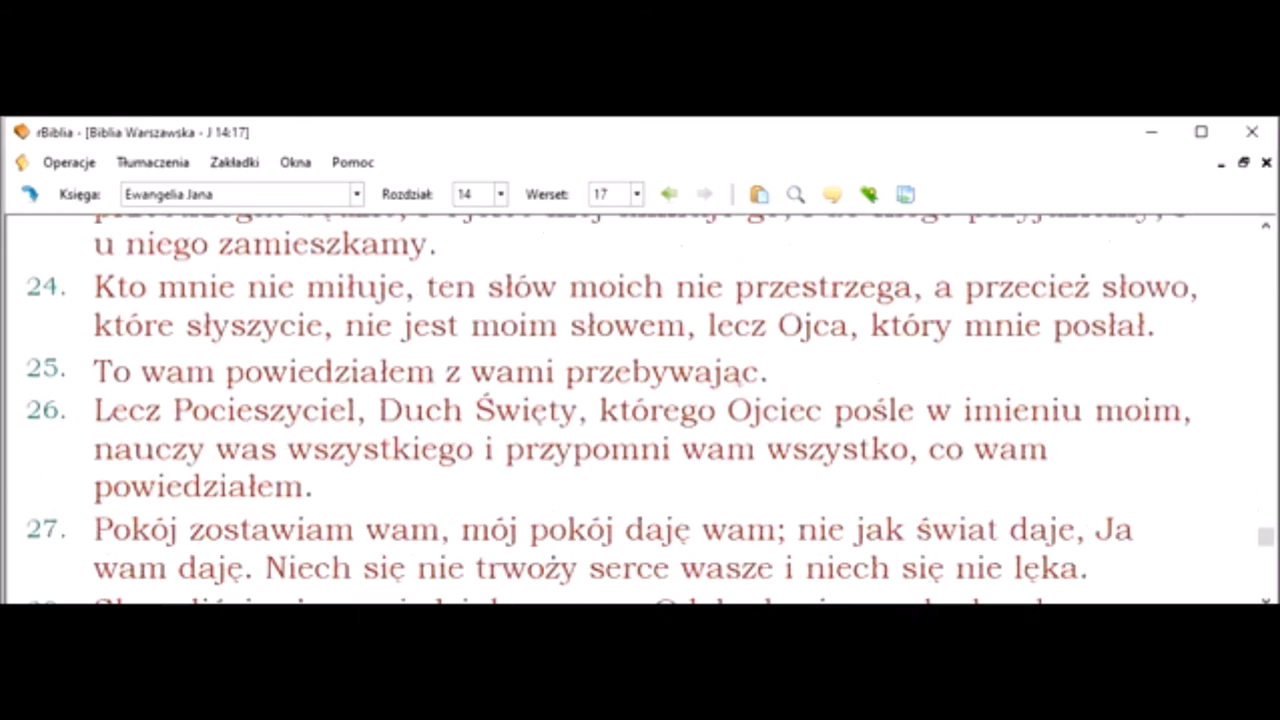 rBiblia - [Biblia Warszawska - J 14:17]
Operacje Tłumaczenia Zakładki Okna Pomoc
Księga: Ewangelia Jana Rozdział: 14 Werset: 17
u niego zamieszkamy.
24. Kto mnie nie miłuje, ten słów moich nie przestrzega, a przecież słowo,
które słyszycie, nie jest moim słowem, lecz Ojca, który mnie posłał.
25. To wam powiedziałem z wami przebywając.
26. Lecz Pocieszyciel, Duch Święty, którego Ojciec pośle w imieniu moim,
nauczy was wszystkiego i przypomni wam wszystko, co wam
powiedziałem.
27. Pokój zostawiam wam, mój pokój daję wam; nie jak świat daje, Ja
wam daję. Niech się nie trwoży serce wasze i niech się nie lęka.